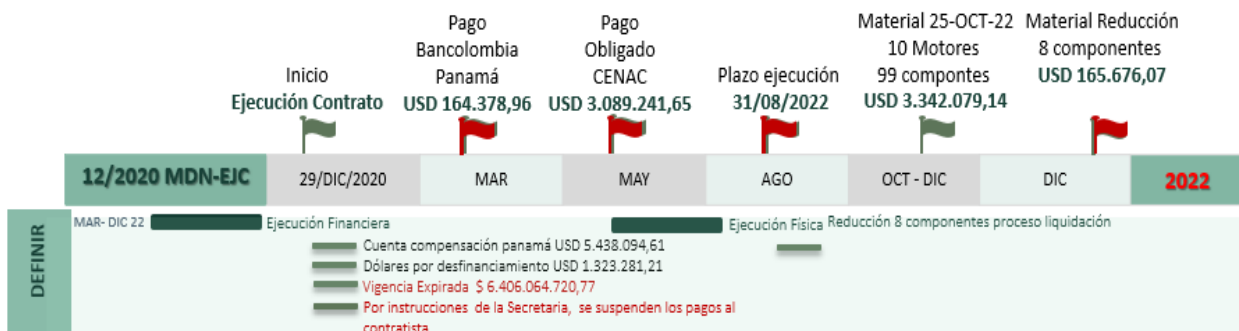 Inicio
Ejecución Contrato
Pago
Bancolombia
Panamá
USD 164.378,96
Pago
Obligado
CENAC
USD 3.089.241,65
Plazo ejecución
31/08/2022
Material 25-OCT-22
10 Motores
99 compontes
USD 3.342.079,14
Material Reducción
8 componentes
USD 165.676,07
12/2020 MDN-EJC
29/DIC/2020
MAR
MAY
AGO
OCT - DIC
DIC
2022
DEFINIR
MAR- DIC 22
Ejecución Financiera
Ejecución Física
Reducción 8 componentes proceso liquidación
Cuenta compensación panamá USD 5.438.094,61
Dólares por desfinanciamiento USD 1.323.281,21
Vigencia Expirada $ 6.406.064.720,77
Por instrucciones de la Secretaria, se suspenden los pagos al
contratista